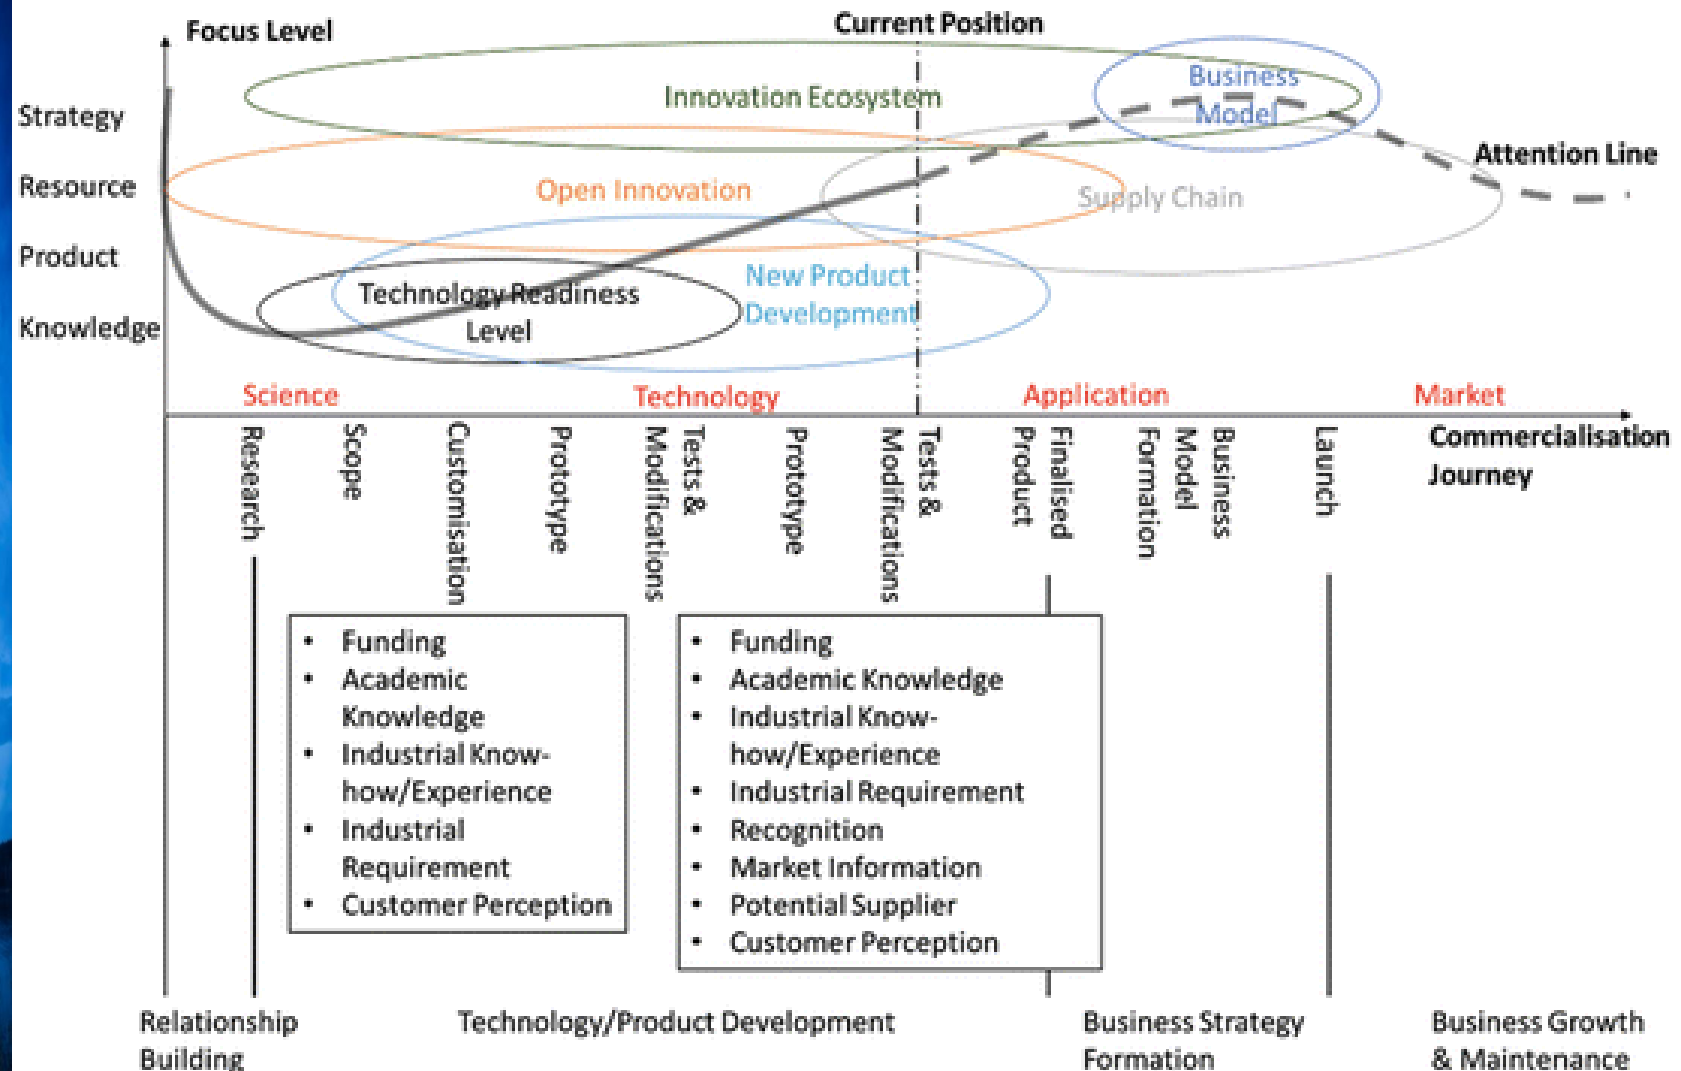 Focus Level
Current Position
Strategy
Resource
Product
Knowledge
Innovation Ecosystem
Business
Model
Attention Line
Open Innovation
Supply Chain
New Product
Development
Technology Readiness
Level
Science
Technology
Application
Market
Commercialisation
Journey
Research
Scope
Customisation
Prototype
Tests &
Modifications
Prototype
Tests &
Modifications
Finalised
Product
Business
Model
Formation
Launch
• Funding
• Academic
Knowledge
• Industrial Know-
how/Experience
• Industrial
Requirement
• Customer Perception
• Funding
• Academic Knowledge
• Industrial Know-
how/Experience
• Industrial Requirement
• Recognition
• Market Information
• Potential Supplier
• Customer Perception
Relationship
Building
Technology/Product Development
Business Strategy
Formation
Business Growth
& Maintenance